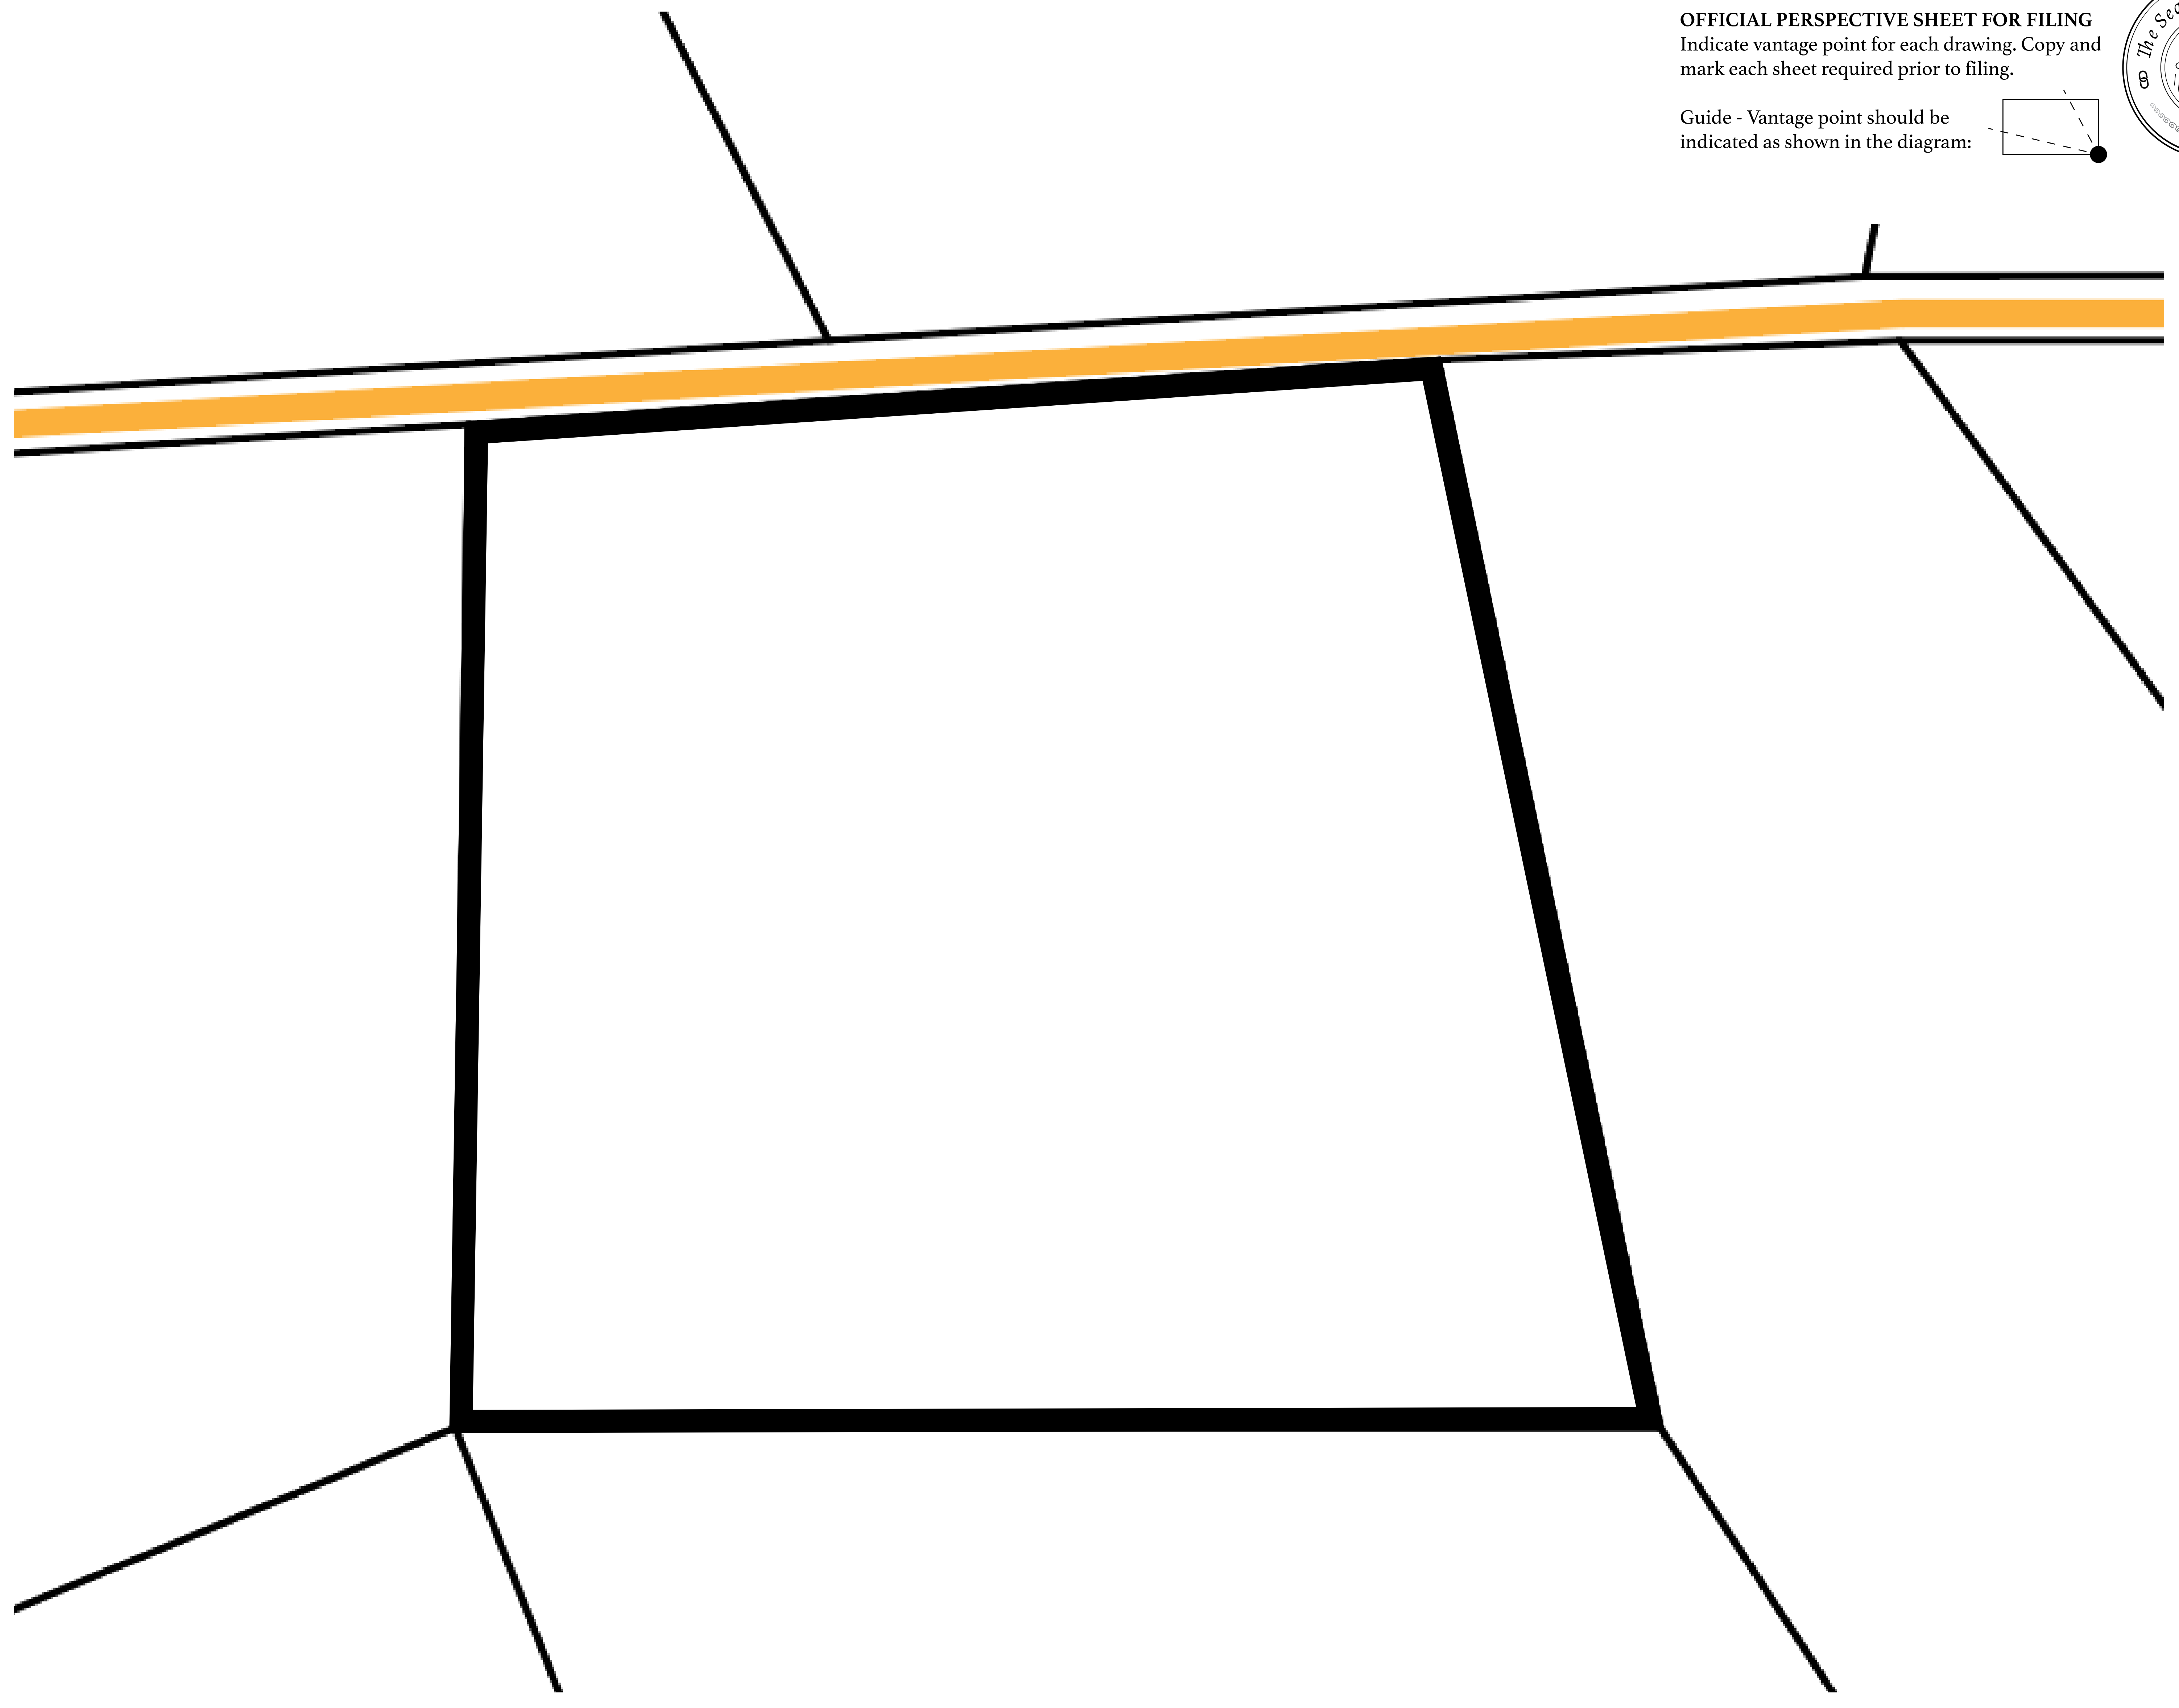 OFFICIAL PERSPECTIVE SHEET FOR FILING
Indicate vantage point for each drawing. Copy and
mark each sheet required prior to filing.
Guide - Vantage point should be
indicated as shown in the diagram:
The